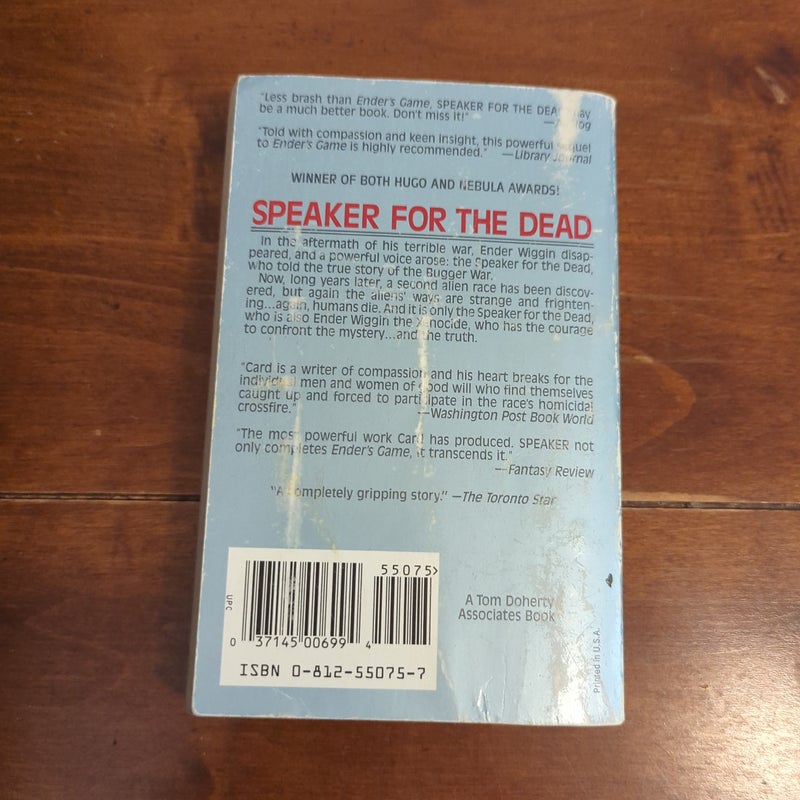 "Less brash than Ender's Game, SPEAKER FOR THE DEAD may
be a much better book. Don't miss it!"
—Analog
"Told with compassion and keen insight, this powerful sequel
to Ender's Game is highly recommended." —Library Journal
WINNER OF BOTH HUGO AND NEBULA AWARDS!
SPEAKER FOR THE DEAD
In the aftermath of his terrible war, Ender Wiggin disap-
peared, and a powerful voice arose: the Speaker for the Dead,
who told the true story of the Bugger War.
Now, long years later, a second alien race has been discov-
ered, but again the aliens' ways are strange and frighten-
ing...again, humans die. And it is only the Speaker for the Dead,
who is also Ender Wiggin the Xenocide, who has the courage
to confront the mystery...and the truth.
"Card is a writer of compassion and his heart breaks for the
individual men and women of good will who find themselves
caught up and forced to participate in the race's homicidal
crossfire." —Washington Post Book World
"The most powerful work Card has produced. SPEAKER not
only completes Ender's Game, it transcends it."
—Fantasy Review
"A completely gripping story." —The Toronto Star
55075>
UPC
0 37145 00699 4
ISBN 0-812-55075-7
A Tom Doherty
Associates Book
Printed in U.S.A.